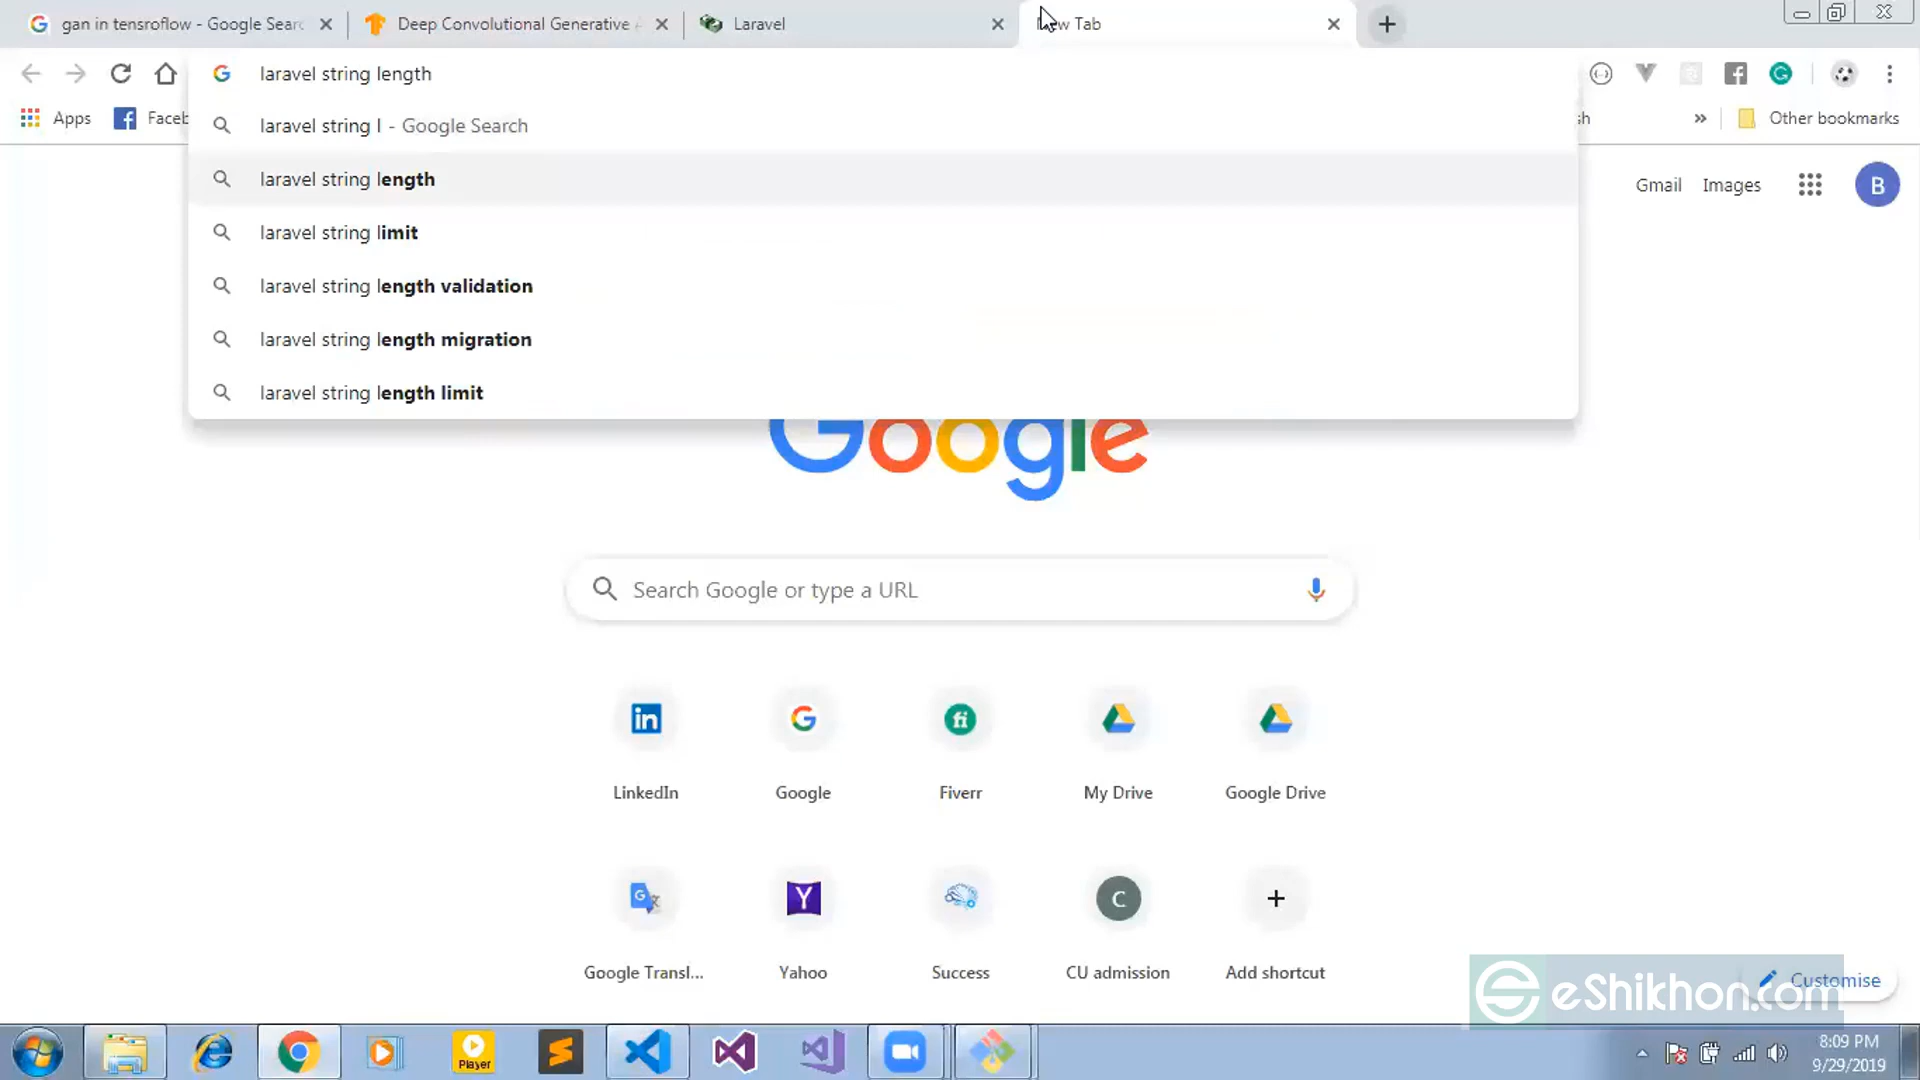 gan in tensroflow - Google Searc
Deep Convolutional Generative A
Laravel
w Tab
laravel string length
Apps
Faceb
laravel string l - Google Search
laravel string length
laravel string limit
laravel string length validation
laravel string length migration
laravel string length limit
sh
»
Other bookmarks
Gmail
Images
B
Google
Search Google or type a URL
LinkedIn
Google
Fiverr
My Drive
Google Drive
Google Transl...
Yahoo
Success
C
CU admission
Add shortcut
Customise
eShikhon.com
Player
8:09 PM
9/29/2019